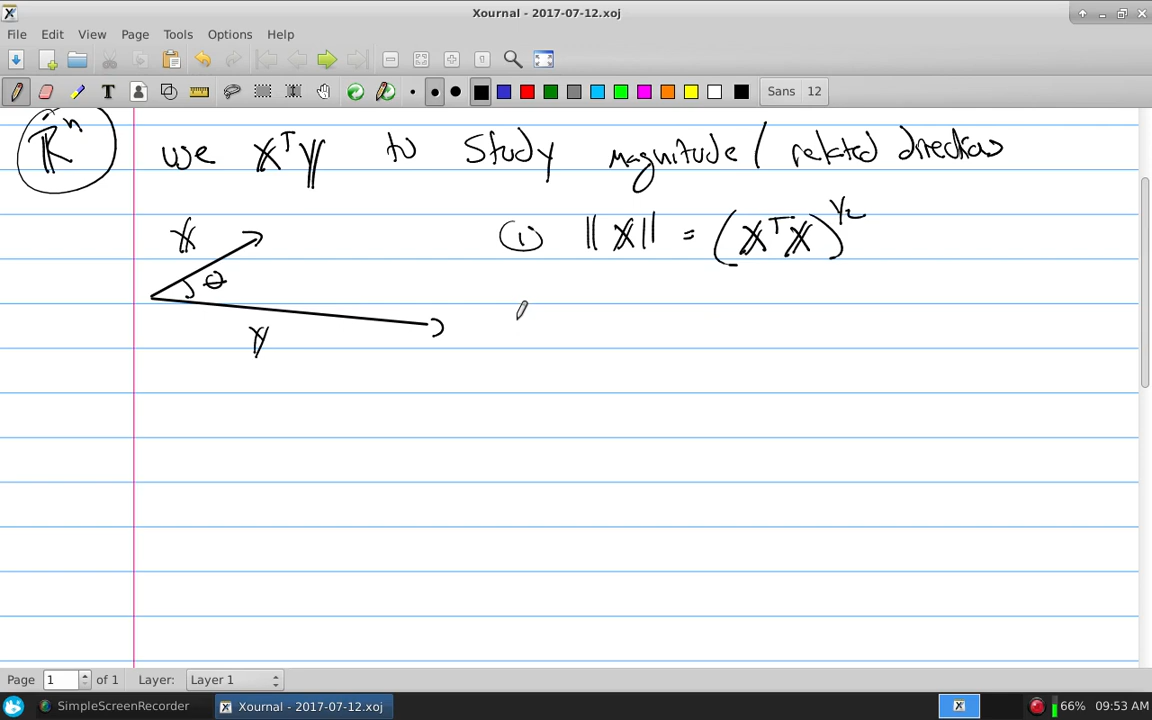 Xournal - 2017-07-12.xoj
File Edit View Page Tools Options Help
Sans 12
ℝⁿ use 𝕏ᵀ𝕐 to study magnitude / related directions
𝕏
θ
𝕐
(i) ‖𝕏‖ = (𝕏ᵀ𝕏)^1/2
Page 1 of 1 Layer: Layer 1
SimpleScreenRecorder Xournal - 2017-07-12.xoj 66% 09:53 AM